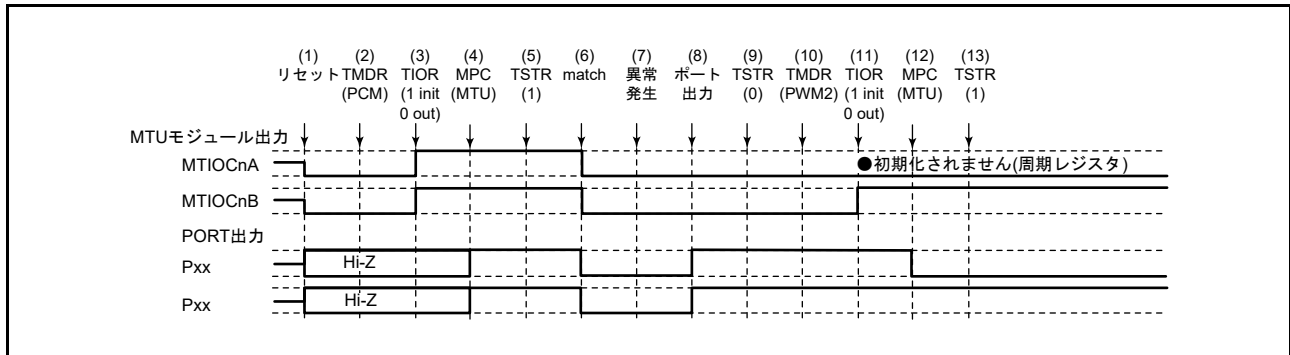 (1) (2) (3) (4) (5) (6) (7) (8) (9) (10) (11) (12) (13)
リセット TMDR TIOR MPC TSTR match 異常 ポート TSTR TMDR TIOR MPC TSTR
(PCM) (1 init (MTU) (1) 発生 出力 (0) (PWM2) (1 init (MTU) (1)
0 out) 0 out)
MTUモジュール出力
MTIOCnA ●初期化されません(周期レジスタ)
MTIOCnB
PORT出力
Pxx Hi-Z
Pxx Hi-Z